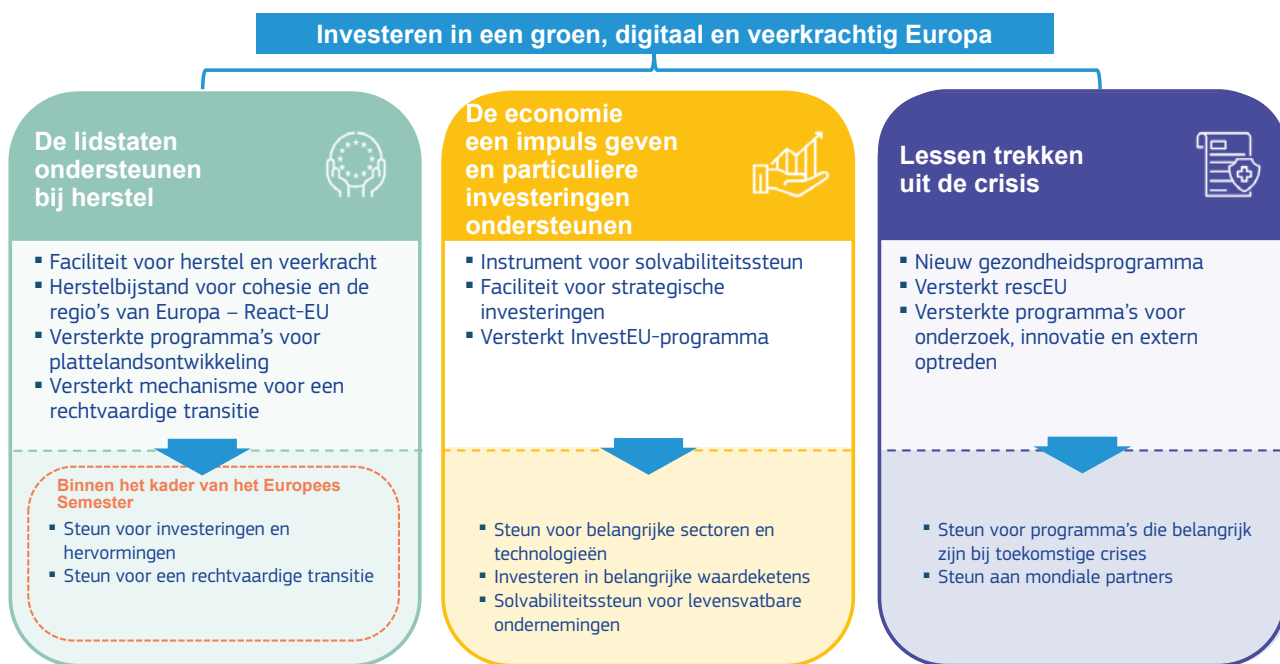 Investeren in een groen, digitaal en veerkrachtig Europa
De lidstaten
ondersteunen
bij herstel
▪ Faciliteit voor herstel en veerkracht
▪ Herstelbijstand voor cohesie en de
regio's van Europa – React-EU
▪ Versterkte programma's voor
plattelandsontwikkeling
▪ Versterkt mechanisme voor een
rechtvaardige transitie
Binnen het kader van het Europees
Semester
▪ Steun voor investeringen en
hervormingen
▪ Steun voor een rechtvaardige transitie
De economie
een impuls geven
en particuliere
investeringen
ondersteunen
▪ Instrument voor solvabiliteitssteun
▪ Faciliteit voor strategische
investeringen
▪ Versterkt InvestEU-programma
▪ Steun voor belangrijke sectoren en
technologieën
▪ Investeren in belangrijke waardeketens
▪ Solvabiliteitssteun voor levensvatbare
ondernemingen
Lessen trekken
uit de crisis
▪ Nieuw gezondheidsprogramma
▪ Versterkt rescEU
▪ Versterkte programma's voor
onderzoek, innovatie en extern
optreden
▪ Steun voor programma's die belangrijk
zijn bij toekomstige crises
▪ Steun aan mondiale partners